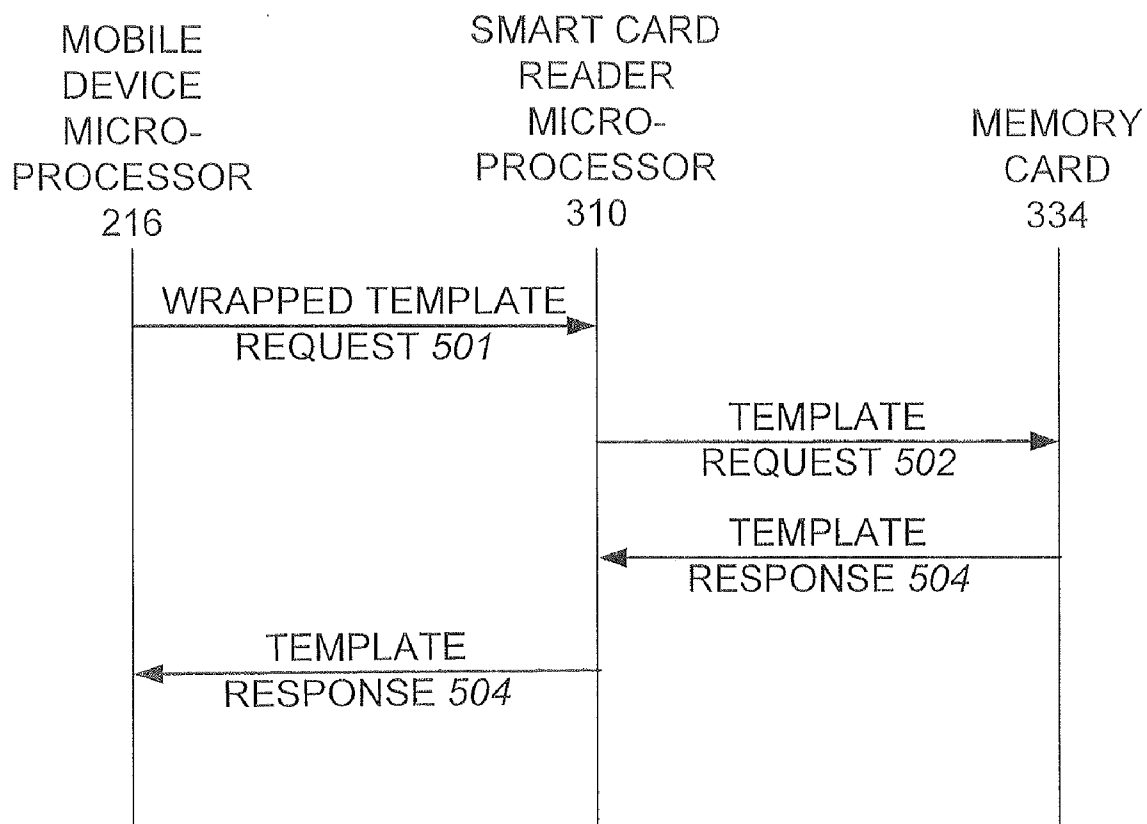 MOBILE
DEVICE
MICRO-
PROCESSOR
216
SMART CARD
READER
MICRO-
PROCESSOR
310
MEMORY
CARD
334
WRAPPED TEMPLATE
REQUEST 501
TEMPLATE
REQUEST 502
TEMPLATE
RESPONSE 504
TEMPLATE
RESPONSE 504